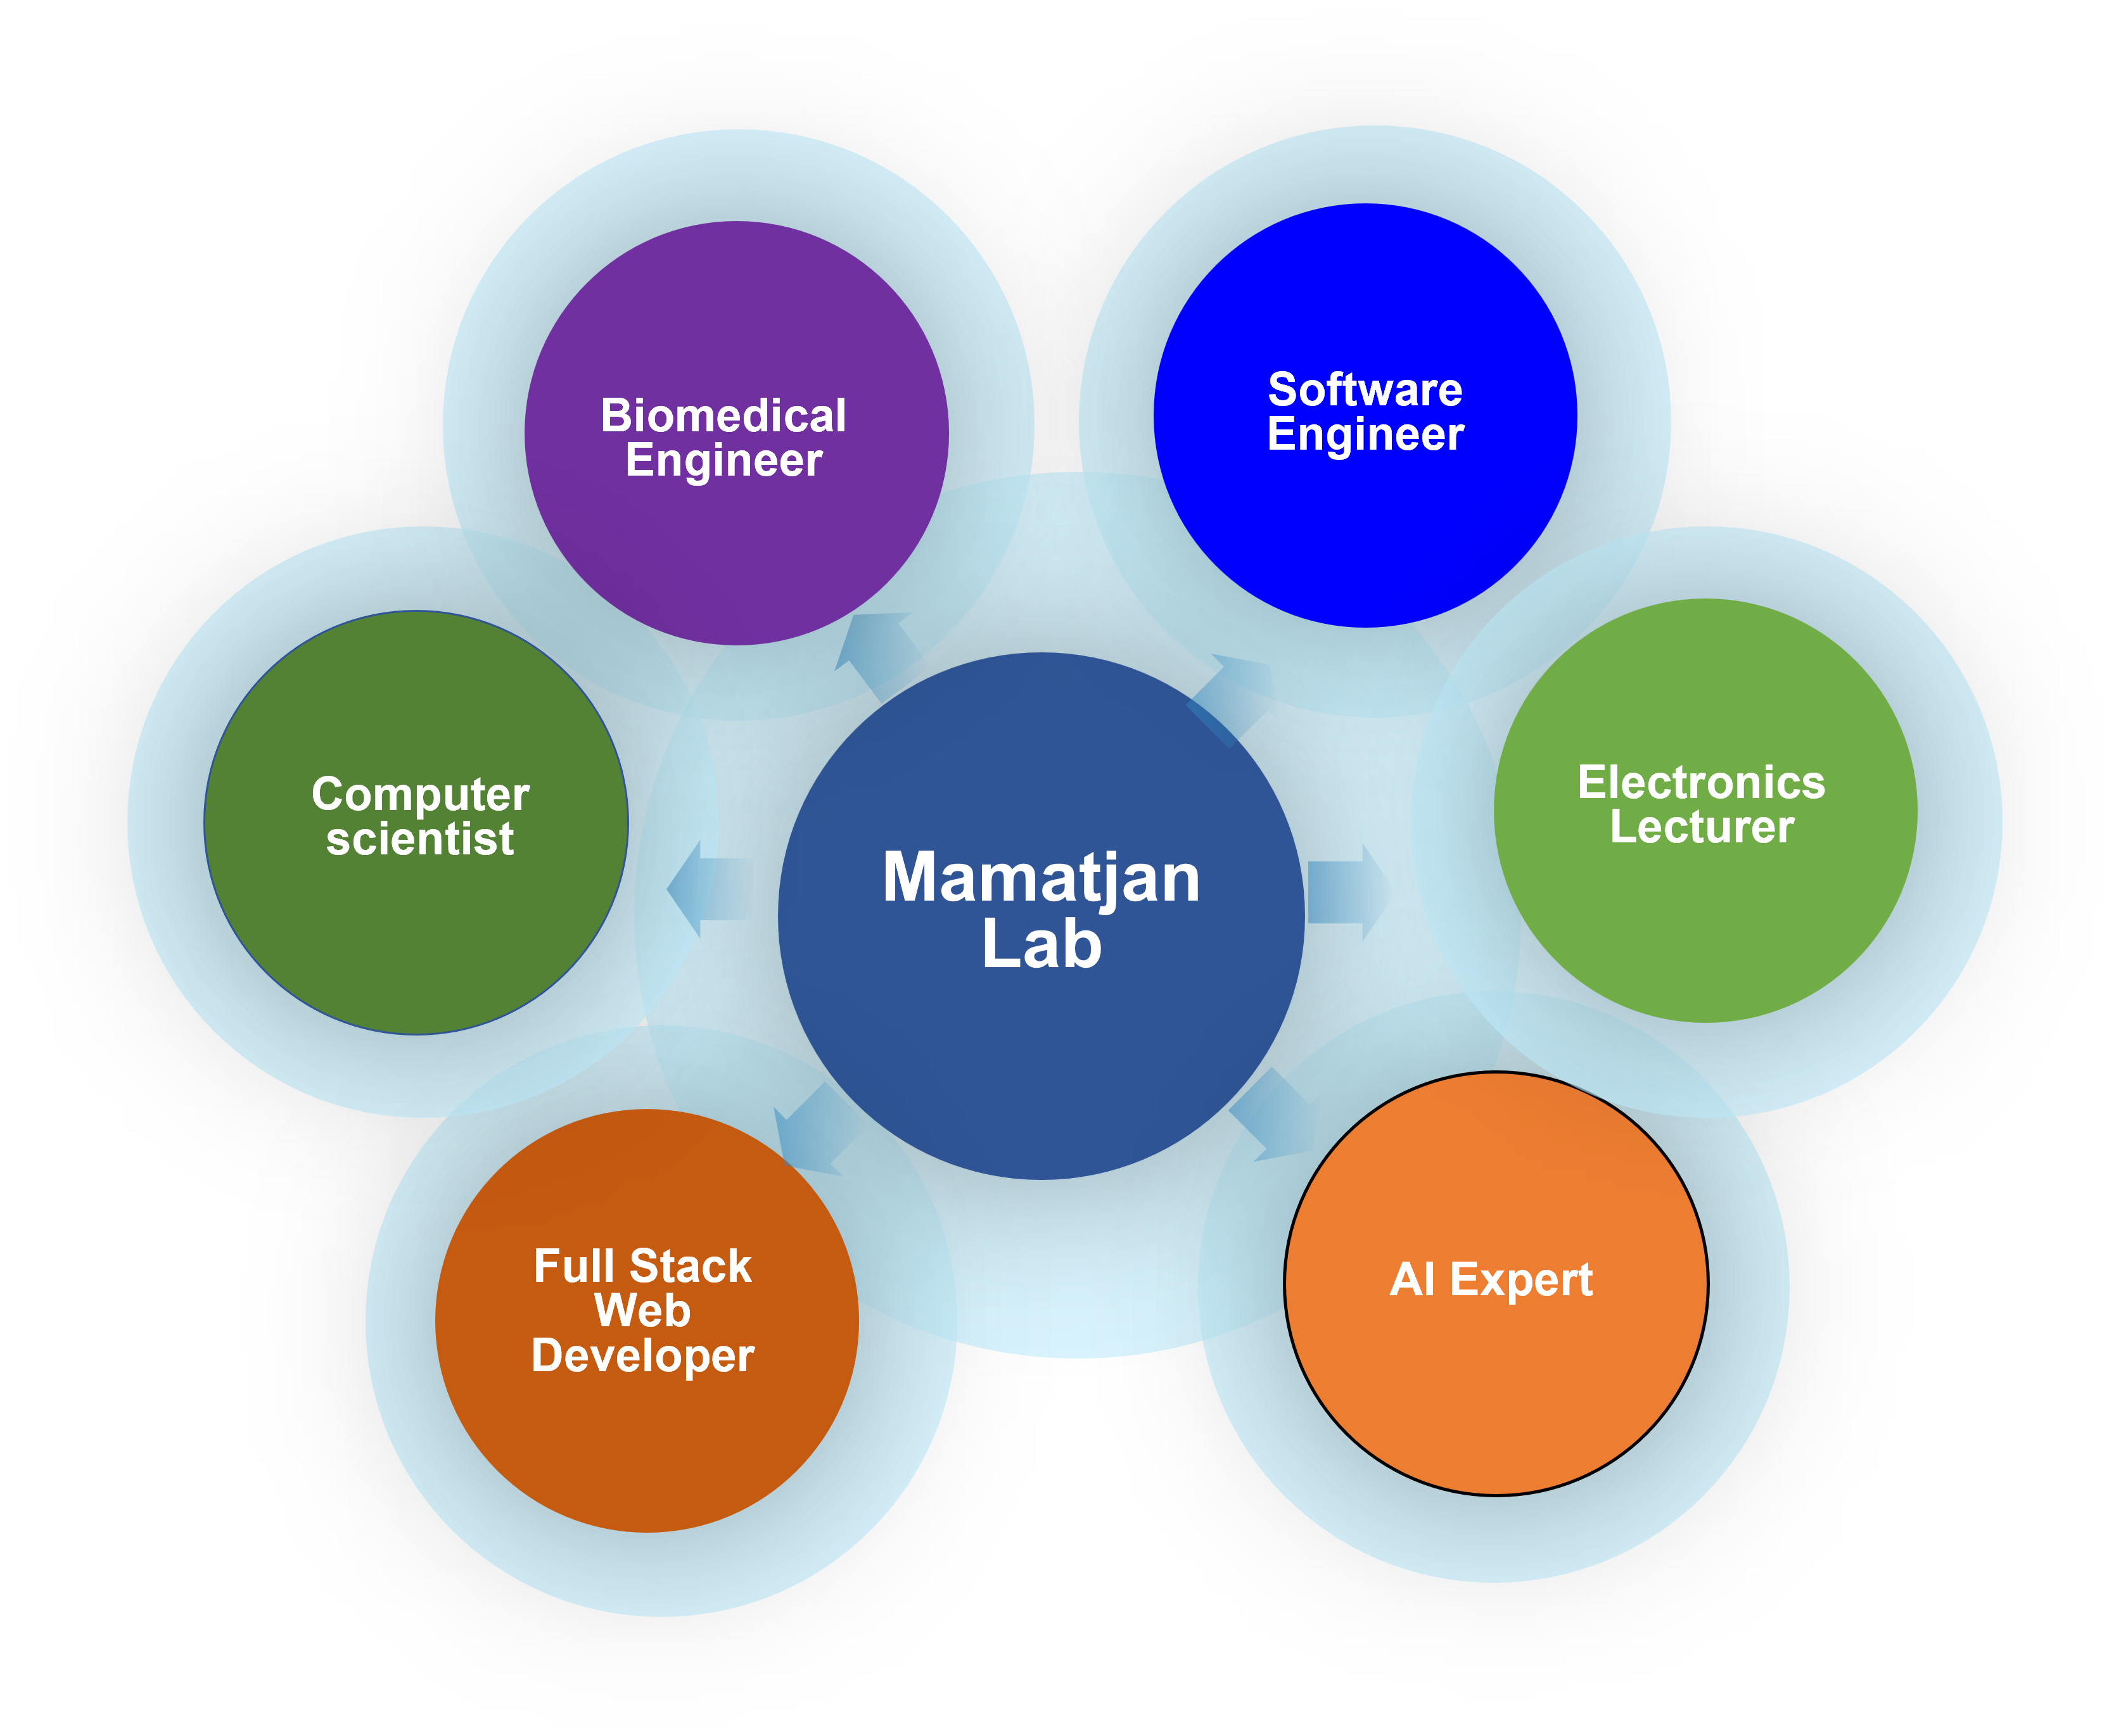 Biomedical
Engineer
Software
Engineer
Computer
scientist
Electronics
Lecturer
Mamatjan
Lab
Full Stack
Web
Developer
AI Expert